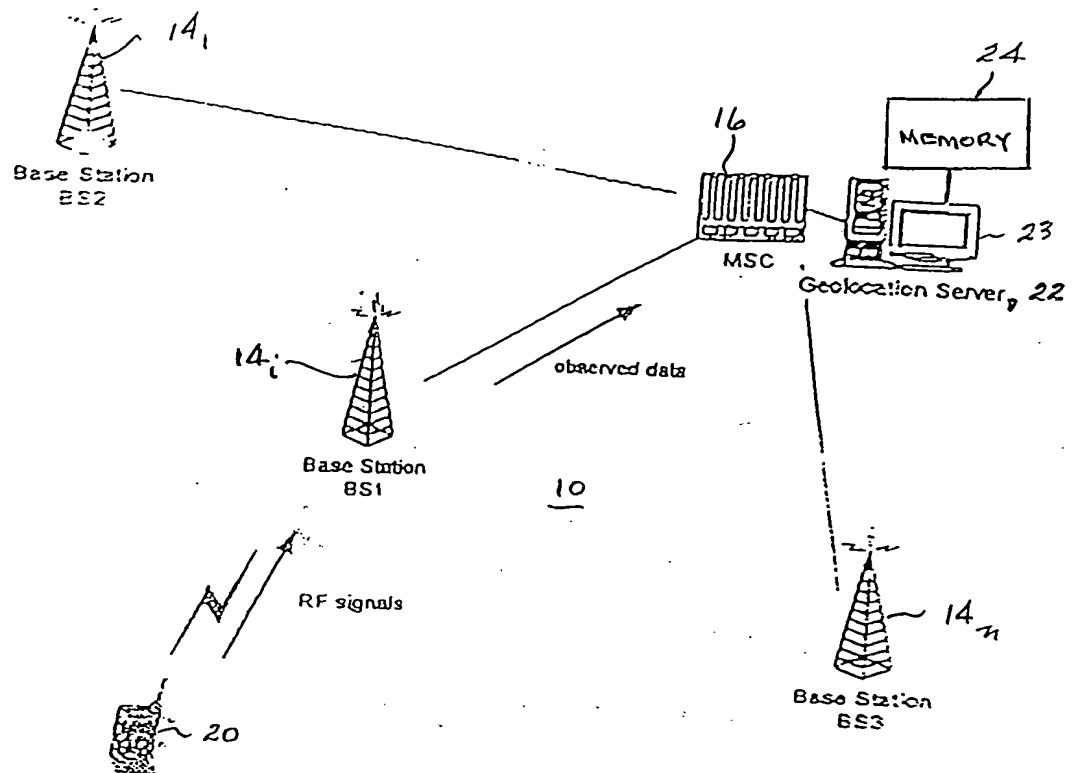 14₁
24
MEMORY
16
Base Station
BS2
23
MSC
Geolocation Server, 22
14ᵢ
observed data
Base Station
BS1
10
RF signals
14ₙ
Base Station
BS3
20